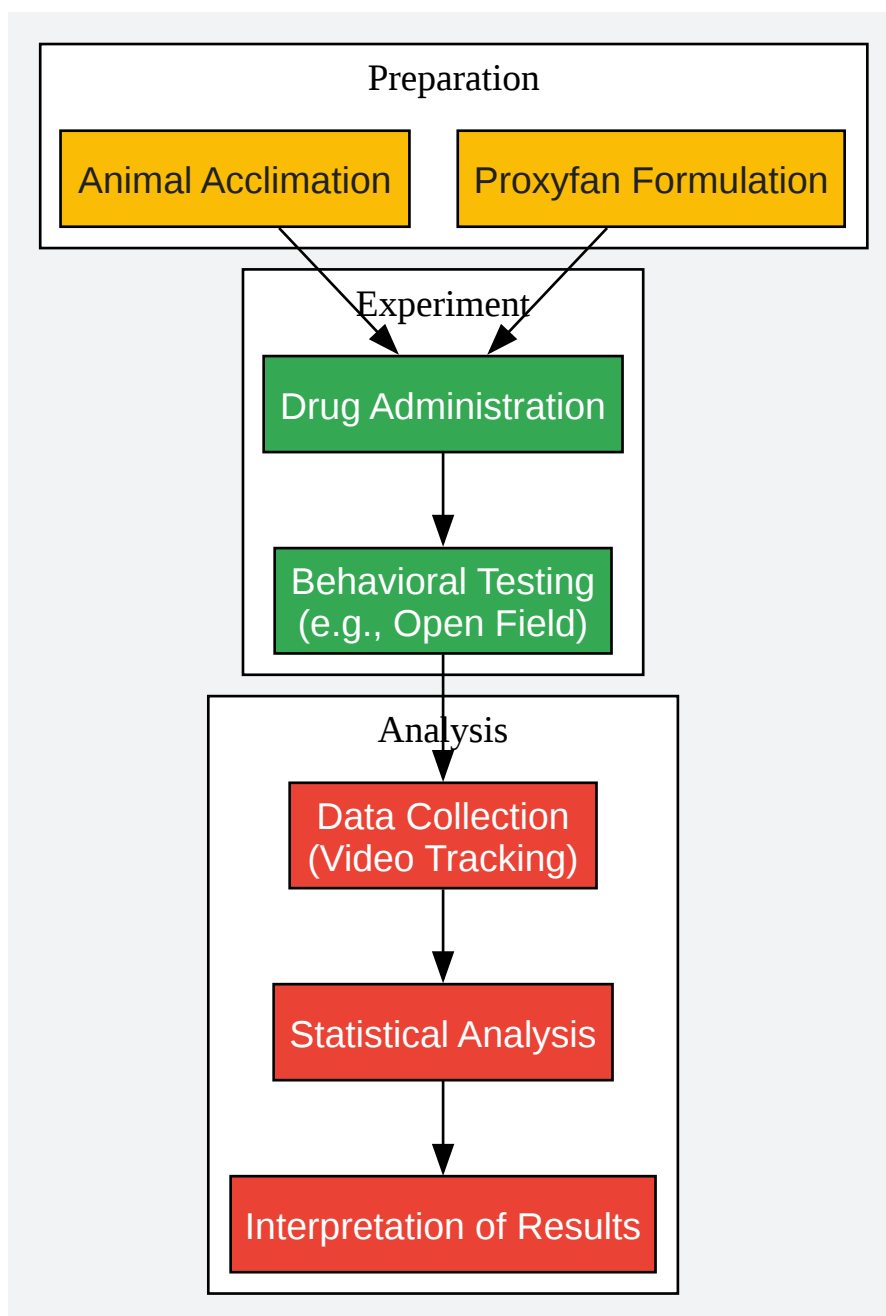 Preparation
Animal Acclimation
Proxyfan Formulation
Experiment
Drug Administration
Behavioral Testing
(e.g., Open Field)
Analysis
Data Collection
(Video Tracking)
Statistical Analysis
Interpretation of Results